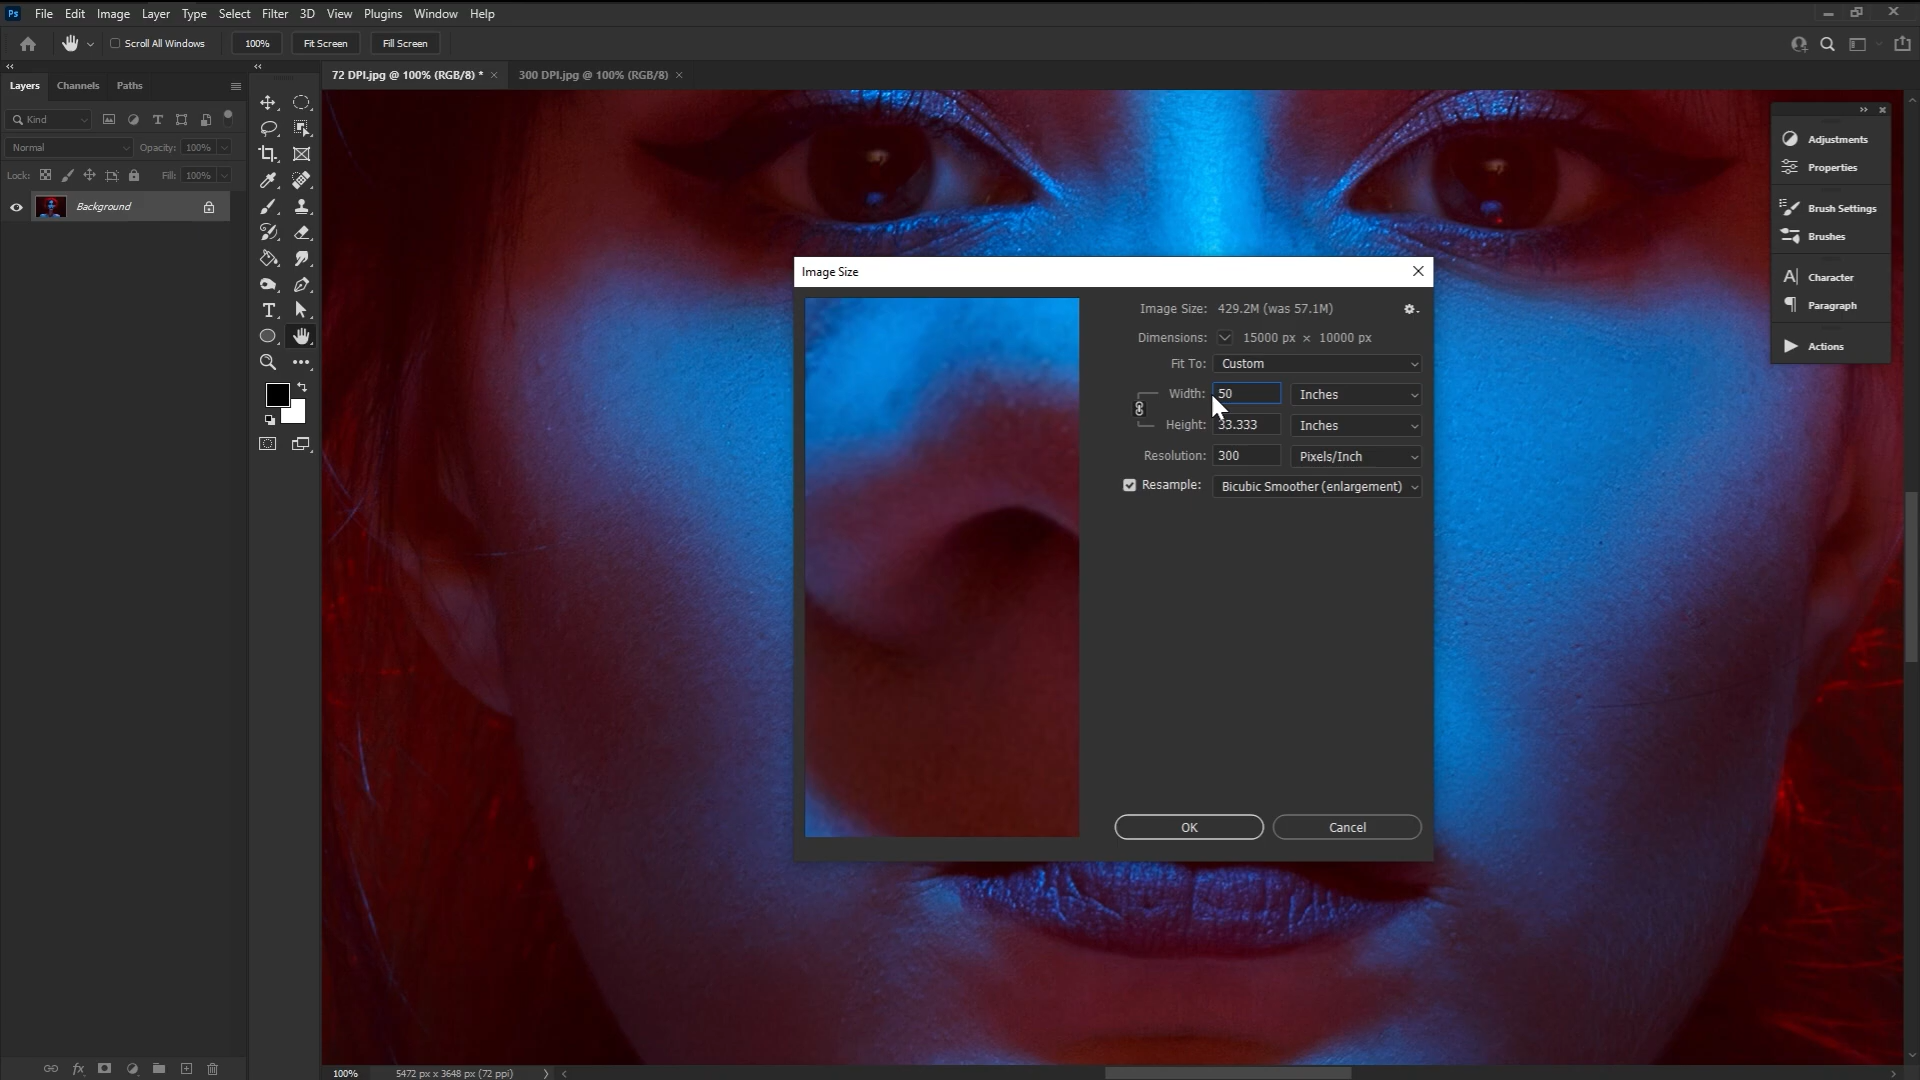 Ps File Edit Image Layer Type Select Filter 3D View Plugins Window Help
Scroll All Windows 100% Fit Screen Fill Screen
72 DPI.jpg @ 100% (RGB/8) * 300 DPI.jpg @ 100% (RGB/8)
Layers Channels Paths
Kind
Normal Opacity: 100%
Lock: Fill: 100%
Background
Adjustments
Properties
Brush Settings
Brushes
Character
Paragraph
Actions
Image Size
Image Size: 429.2M (was 57.1M)
Dimensions: 15000 px × 10000 px
Fit To: Custom
Width: 50 Inches
Height: 33.333 Inches
Resolution: 300 Pixels/Inch
Resample: Bicubic Smoother (enlargement)
OK Cancel
100% 5472 px x 3648 px (72 ppi)